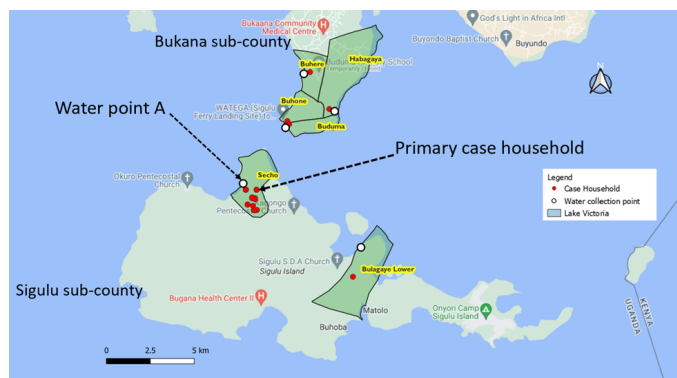 Bukaana Community
Medical Centre
God's Light in Africa Intl
Buyondo Baptist Church
Buyundo
Bukana sub-county
Habagaya
Buhere
School
Buhone
WATEGA (Sigulu
Ferry Landing Site)
Buduma
Water point A
Primary case household
Okuro Pentecostal
Church
Secho
Pentecostal Church
Legend
Case Household
Water collection point
Lake Victoria
Sigulu S.D.A Church
Sigulu Island
Bulagaye Lower
Sigulu sub-county
Bugana Health Center II
Matolo
Onyori Camp
Sigulu Island
Buhoba
KENYA
UGANDA
0 2.5 5 km